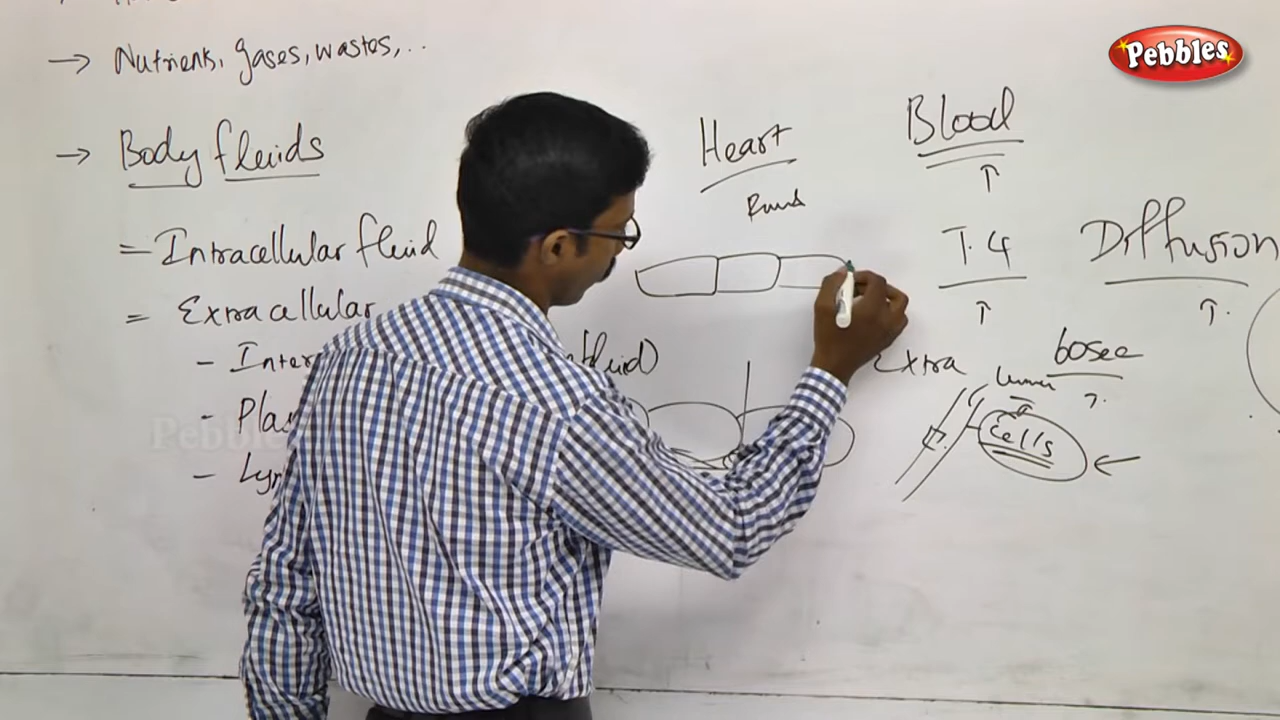 → Nutrients, gases, wastes,..
→ Body fluids
= Intracellular fluid
= Extracellular
- Inter fluid
- Plas
- Lym
Heart
Blood
↑
T.4
↑
Diffusion
↑
Extra
60sec
Cells ←
Pebbles
Pebbles